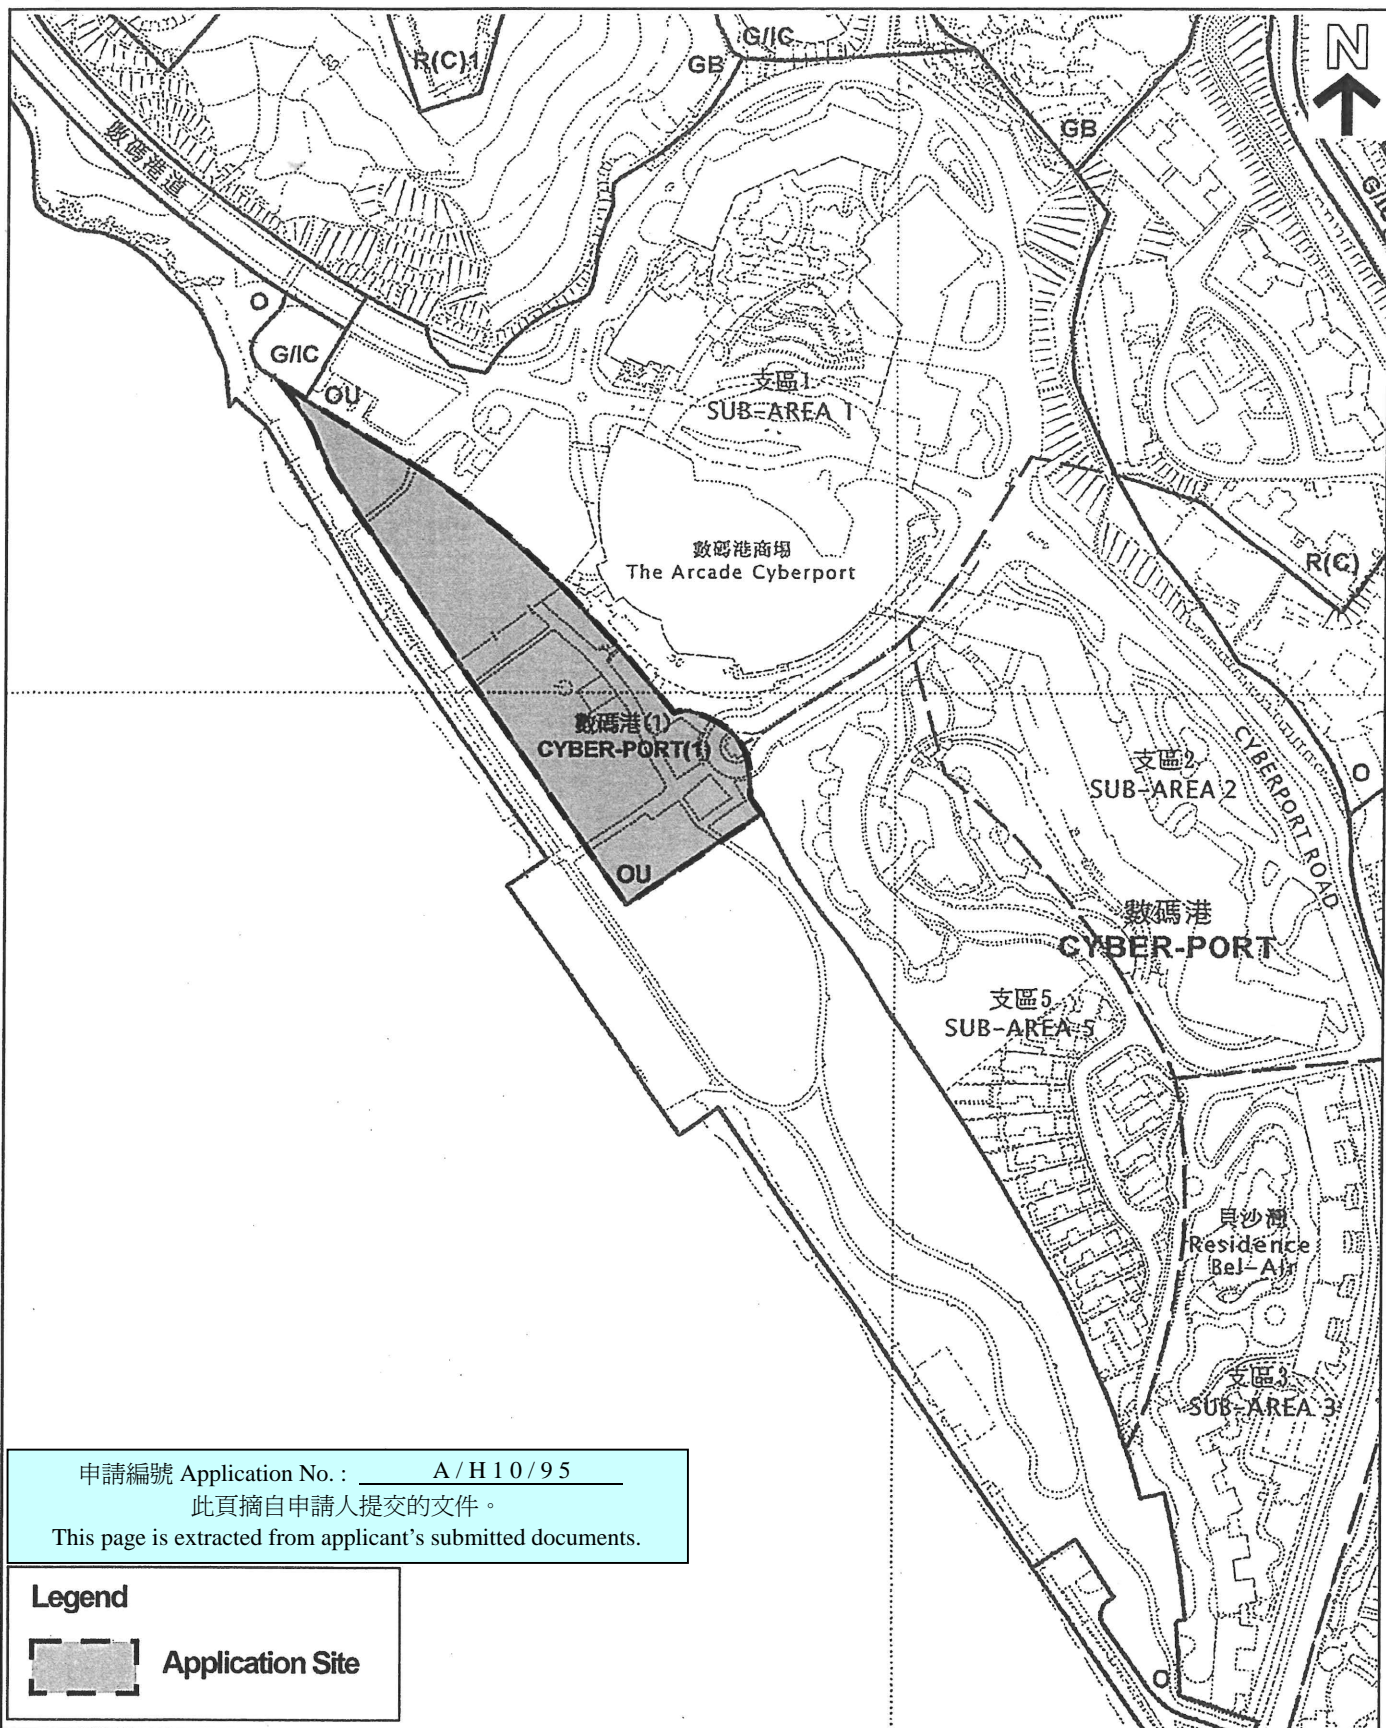 N
G/IC
R(C)1
GB
GB
G/IC
數碼港道
O
G/IC
OU
支區1
SUB-AREA 1
數碼港商場
The Arcade Cyberport
R(C)
數碼港(1)
CYBER-PORT(1)
支區2
SUB-AREA 2
CYBERPORT ROAD
O
OU
數碼港
CYBER-PORT
支區5
SUB-AREA 5
貝沙灣
Residence
Bel-Air
支區3
SUB-AREA 3
申請編號 Application No. : A/H10/95
此頁摘自申請人提交的文件。
This page is extracted from applicant's submitted documents.
Legend
Application Site
O